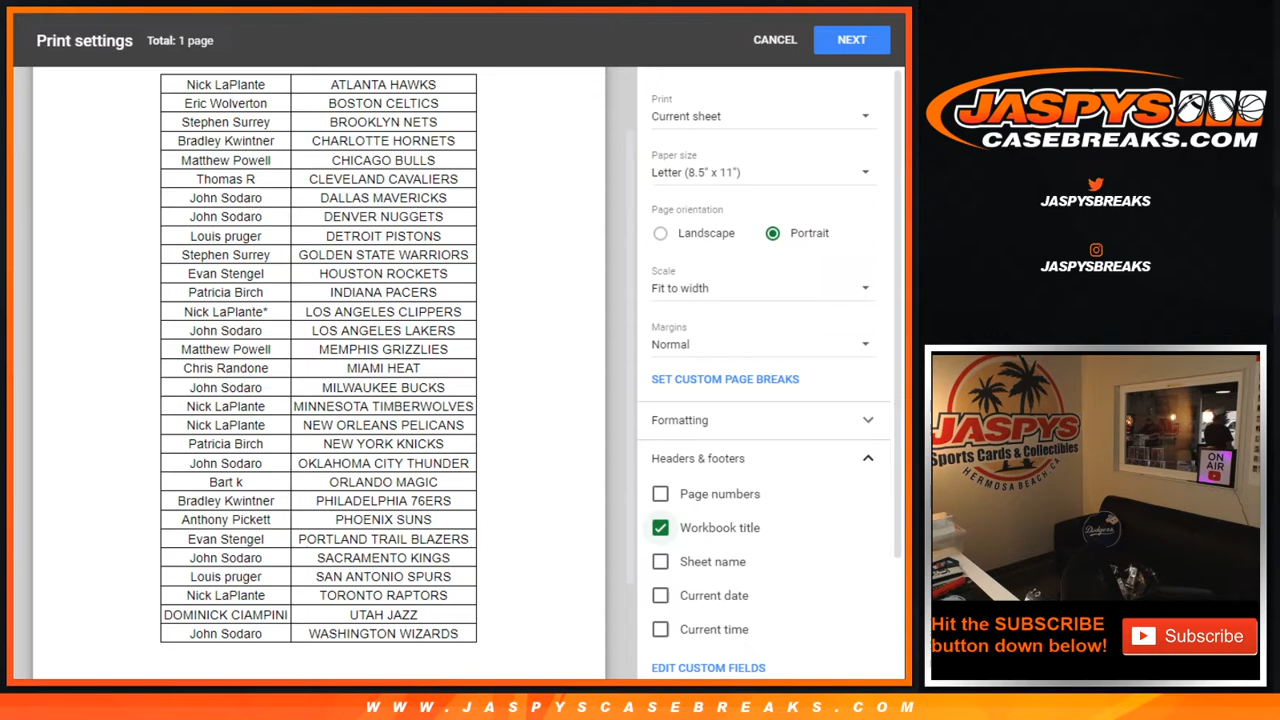 Print settings Total: 1 page CANCEL NEXT
Nick LaPlante ATLANTA HAWKS
Eric Wolverton BOSTON CELTICS
Stephen Surrey BROOKLYN NETS
Bradley Kwintner CHARLOTTE HORNETS
Matthew Powell CHICAGO BULLS
Thomas R CLEVELAND CAVALIERS
John Sodaro DALLAS MAVERICKS
John Sodaro DENVER NUGGETS
Louis pruger DETROIT PISTONS
Stephen Surrey GOLDEN STATE WARRIORS
Evan Stengel HOUSTON ROCKETS
Patricia Birch INDIANA PACERS
Nick LaPlante* LOS ANGELES CLIPPERS
John Sodaro LOS ANGELES LAKERS
Matthew Powell MEMPHIS GRIZZLIES
Chris Randone MIAMI HEAT
John Sodaro MILWAUKEE BUCKS
Nick LaPlante MINNESOTA TIMBERWOLVES
Nick LaPlante NEW ORLEANS PELICANS
Patricia Birch NEW YORK KNICKS
John Sodaro OKLAHOMA CITY THUNDER
Bart k ORLANDO MAGIC
Bradley Kwintner PHILADELPHIA 76ERS
Anthony Pickett PHOENIX SUNS
Evan Stengel PORTLAND TRAIL BLAZERS
John Sodaro SACRAMENTO KINGS
Louis pruger SAN ANTONIO SPURS
Nick LaPlante TORONTO RAPTORS
DOMINICK CIAMPINI UTAH JAZZ
John Sodaro WASHINGTON WIZARDS
Print
Current sheet
Paper size
Letter (8.5" x 11")
Page orientation
Landscape Portrait
Scale
Fit to width
Margins
Normal
SET CUSTOM PAGE BREAKS
Formatting
Headers & footers
Page numbers
Workbook title
Sheet name
Current date
Current time
EDIT CUSTOM FIELDS
JASPYS
CASEBREAKS.COM
JASPYSBREAKS
JASPYSBREAKS
JASPYS
Sports Cards & Collectibles
HERMOSA BEACH, CA
ON
AIR
Dodgers
Hit the SUBSCRIBE
button down below!
Subscribe
WWW.JASPYSCASEBREAKS.COM